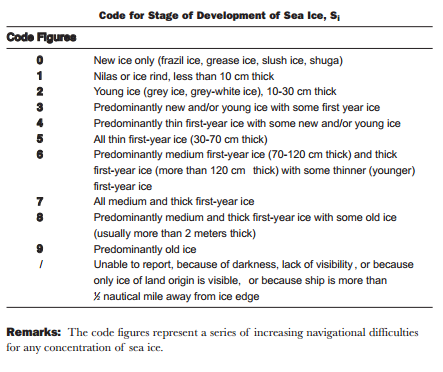 Code for Stage of Development of Sea Ice, Si
Code Figures
0 New ice only (frazil ice, grease ice, slush ice, shuga)
1 Nilas or ice rind, less than 10 cm thick
2 Young ice (grey ice, grey-white ice), 10-30 cm thick
3 Predominantly new and/or young ice with some first year ice
4 Predominantly thin first-year ice with some new and/or young ice
5 All thin first-year ice (30-70 cm thick)
6 Predominantly medium first-year ice (70-120 cm thick) and thick
first-year ice (more than 120 cm thick) with some thinner (younger)
first-year ice
7 All medium and thick first-year ice
8 Predominantly medium and thick first-year ice with some old ice
(usually more than 2 meters thick)
9 Predominantly old ice
/ Unable to report, because of darkness, lack of visibility, or because
only ice of land origin is visible, or because ship is more than
½ nautical mile away from ice edge
Remarks: The code figures represent a series of increasing navigational difficulties
for any concentration of sea ice.